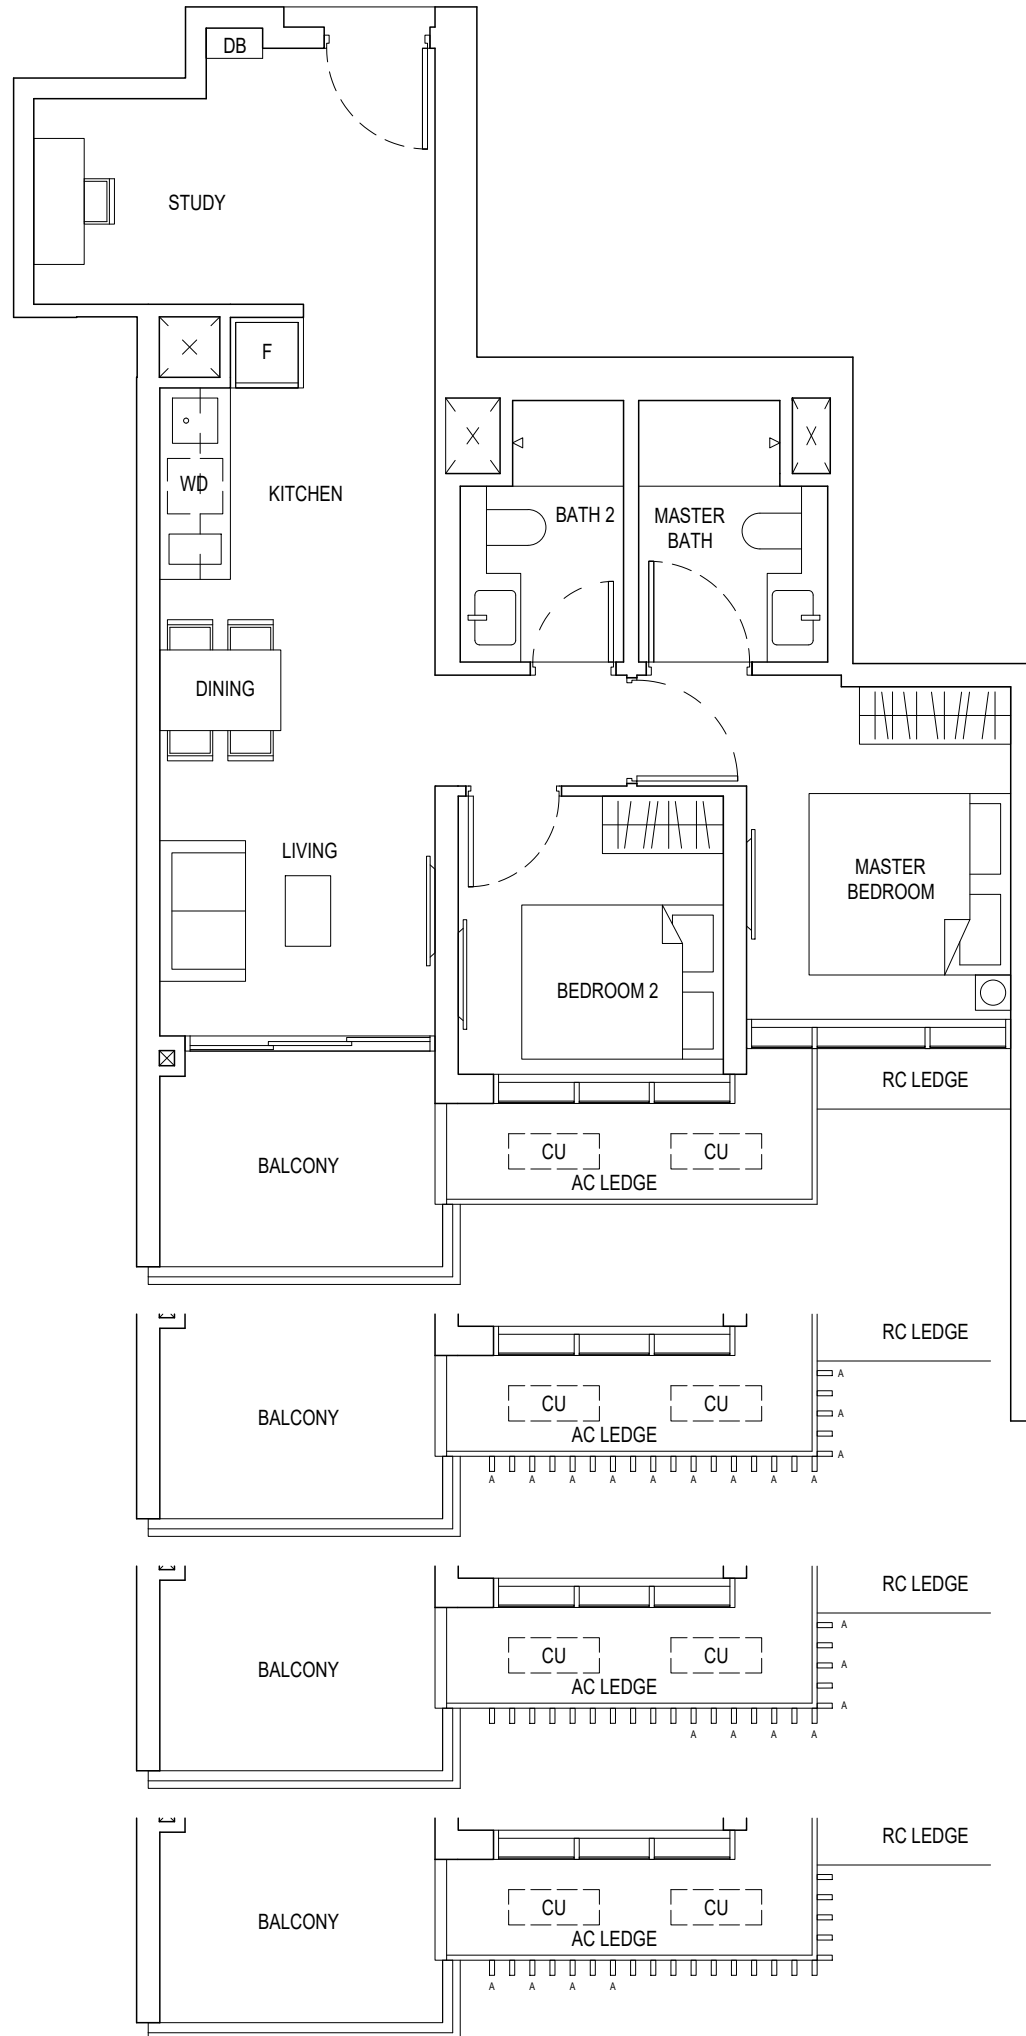 DB
STUDY
F
WD
KITCHEN
BATH 2
MASTER
BATH
DINING
LIVING
MASTER
BEDROOM
BEDROOM 2
RC LEDGE
BALCONY
CU
CU
AC LEDGE
RC LEDGE
A
BALCONY
CU
CU
A
AC LEDGE
A
A A A A A A A A A
RC LEDGE
A
BALCONY
CU
CU
A
AC LEDGE
A
A A A A
RC LEDGE
BALCONY
CU
CU
AC LEDGE
A A A A